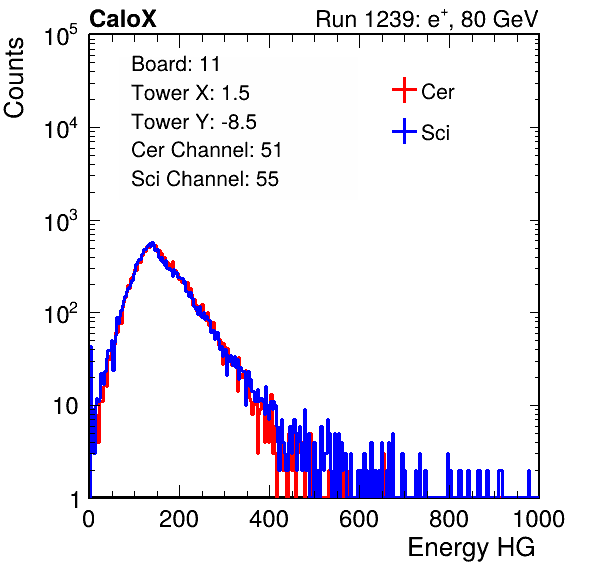 CaloX
Run 1239: e+, 80 GeV
Counts
10^5
10^4
10^3
10^2
10
1
Board: 11
Tower X: 1.5
Tower Y: -8.5
Cer Channel: 51
Sci Channel: 55
Cer
Sci
0 200 400 600 800 1000
Energy HG